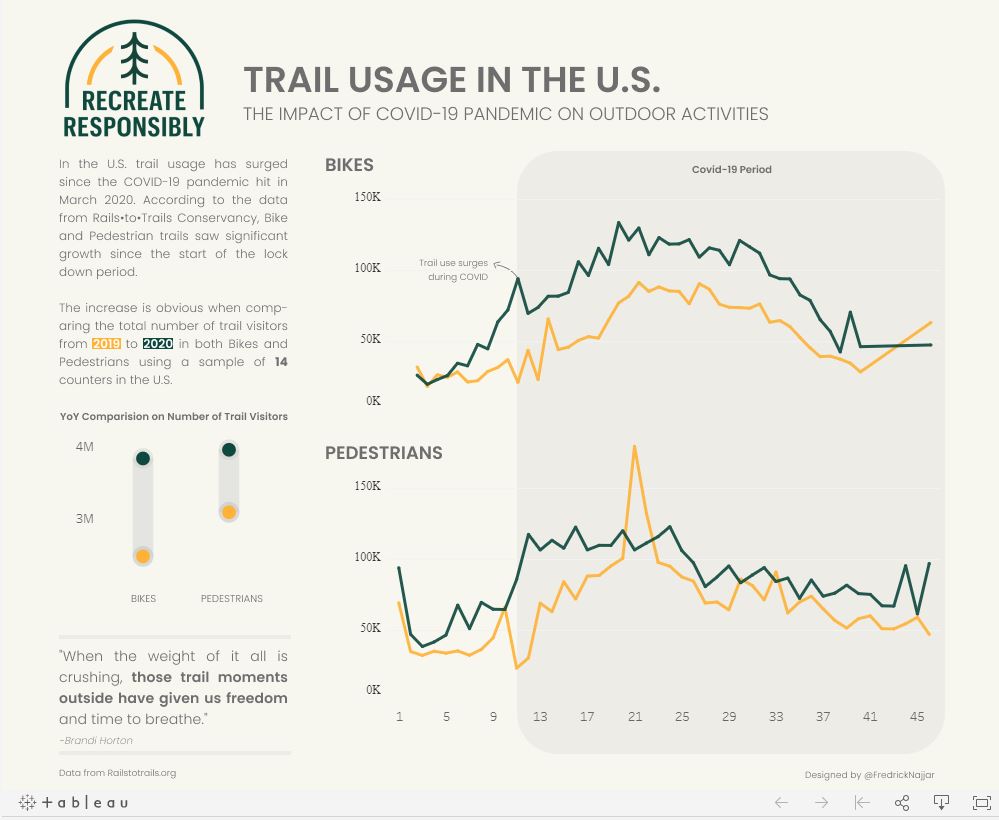 RECREATE
RESPONSIBLY
TRAIL USAGE IN THE U.S.
THE IMPACT OF COVID-19 PANDEMIC ON OUTDOOR ACTIVITIES
In the U.S. trail usage has surged
since the COVID-19 pandemic hit in
March 2020. According to the data
from Rails•to•Trails Conservancy, Bike
and Pedestrian trails saw significant
growth since the start of the lock
down period.
The increase is obvious when comp-
aring the total number of trail visitors
from 2019 to 2020 in both Bikes and
Pedestrians using a sample of 14
counters in the U.S.
YoY Comparision on Number of Trail Visitors
4M
3M
BIKES
PEDESTRIANS
"When the weight of it all is
crushing, those trail moments
outside have given us freedom
and time to breathe."
-Brandi Horton
Data from Railstotrails.org
BIKES
Covid-19 Period
150K
Trail use surges
during COVID
100K
50K
0K
PEDESTRIANS
150K
100K
50K
0K
1 5 9 13 17 21 25 29 33 37 41 45
Designed by @FredrickNajjar
+ableau